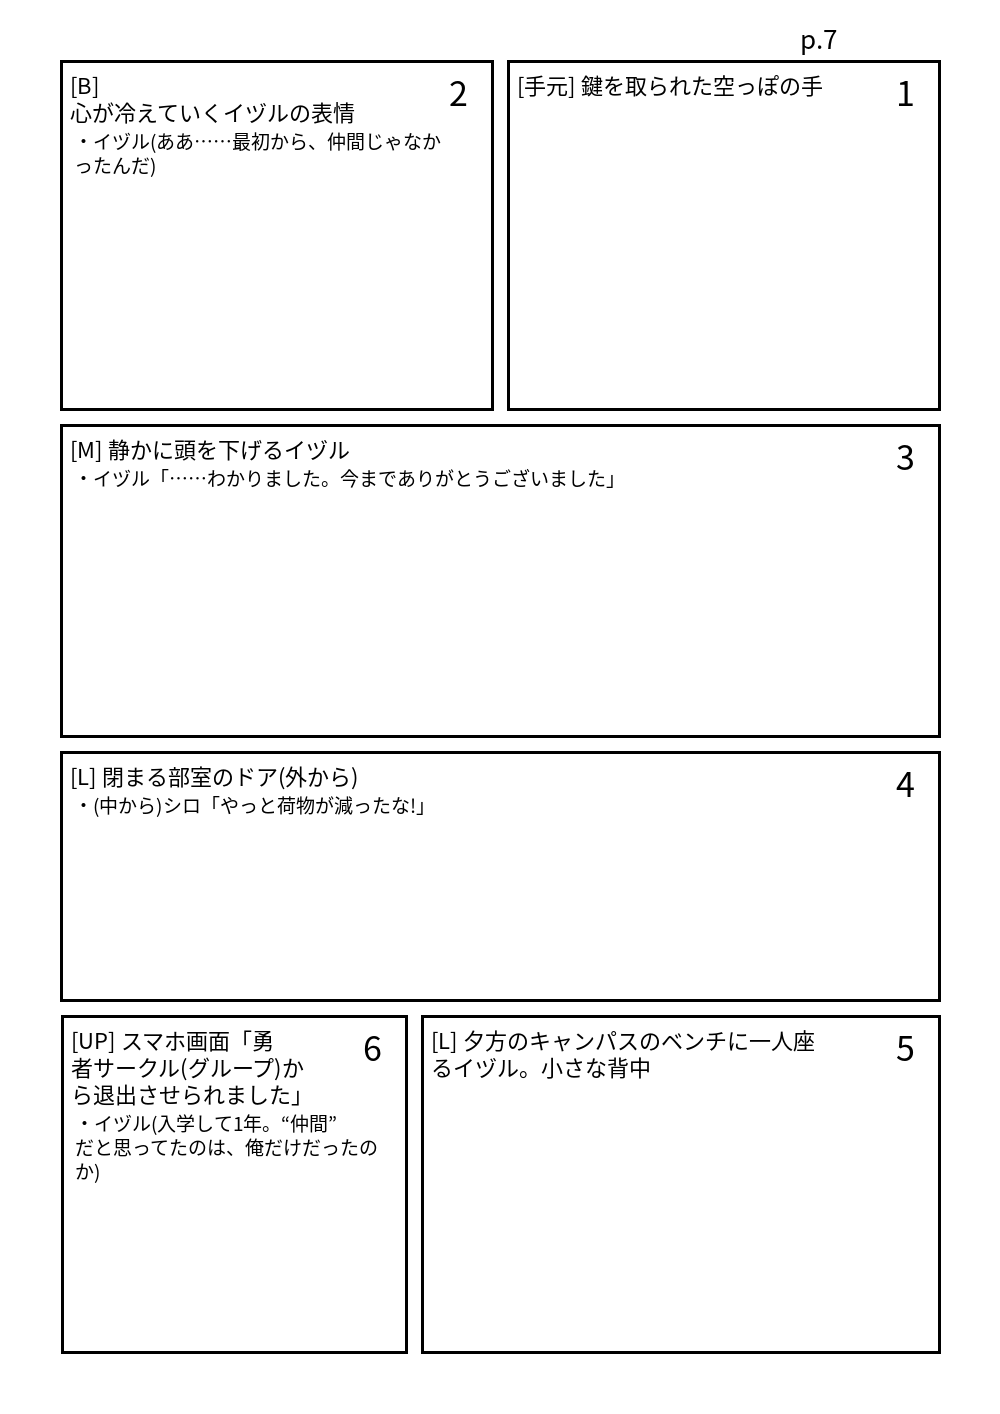 p.7
[手元] 鍵を取られた空っぽの手
1
[B]
心が冷えていくイヅルの表情
2
・イヅル(ああ……最初から、仲間じゃなか
ったんだ)
[M] 静かに頭を下げるイヅル
3
・イヅル「……わかりました。今までありがとうございました」
[L] 閉まる部室のドア(外から)
4
・(中から)シロ「やっと荷物が減ったな!」
[L] 夕方のキャンパスのベンチに一人座
るイヅル。小さな背中
5
[UP] スマホ画面「勇
者サークル(グループ)か
ら退出させられました」
6
・イヅル(入学して1年。“仲間”
だと思ってたのは、俺だけだったの
か)